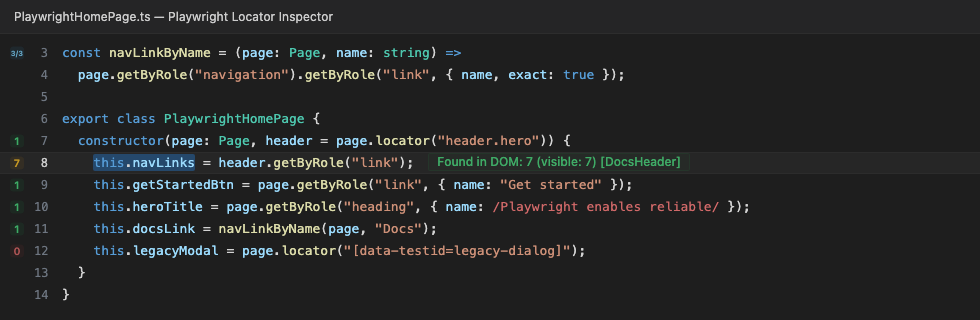 PlaywrightHomePage.ts — Playwright Locator Inspector
3/3 3 const navLinkByName = (page: Page, name: string) =>
4 page.getByRole("navigation").getByRole("link", { name, exact: true });
5
6 export class PlaywrightHomePage {
1 7 constructor(page: Page, header = page.locator("header.hero")) {
7 8 this.navLinks = header.getByRole("link"); Found in DOM: 7 (visible: 7) [DocsHeader]
1 9 this.getStartedBtn = page.getByRole("link", { name: "Get started" });
1 10 this.heroTitle = page.getByRole("heading", { name: /Playwright enables reliable/ });
1 11 this.docsLink = navLinkByName(page, "Docs");
0 12 this.legacyModal = page.locator("[data-testid=legacy-dialog]");
13 }
14 }